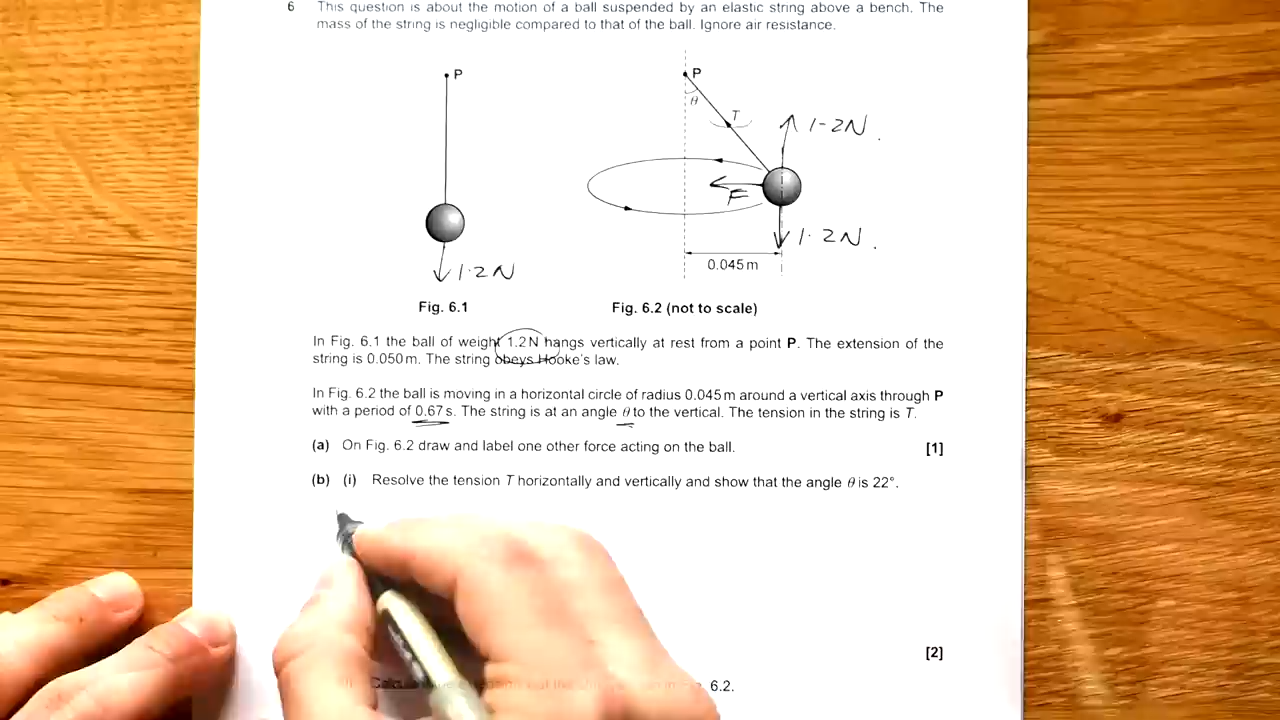 6 This question is about the motion of a ball suspended by an elastic string above a bench. The
mass of the string is negligible compared to that of the ball. Ignore air resistance.
P
P
θ
T
1-2N
F
1.2N
1.2N
0.045 m
Fig. 6.1
Fig. 6.2 (not to scale)
In Fig. 6.1 the ball of weight 1.2N hangs vertically at rest from a point P. The extension of the
string is 0.050m. The string obeys Hooke's law.
In Fig. 6.2 the ball is moving in a horizontal circle of radius 0.045m around a vertical axis through P
with a period of 0.67s. The string is at an angle θ to the vertical. The tension in the string is T.
(a) On Fig. 6.2 draw and label one other force acting on the ball. [1]
(b) (i) Resolve the tension T horizontally and vertically and show that the angle θ is 22°.
[2]
6.2.